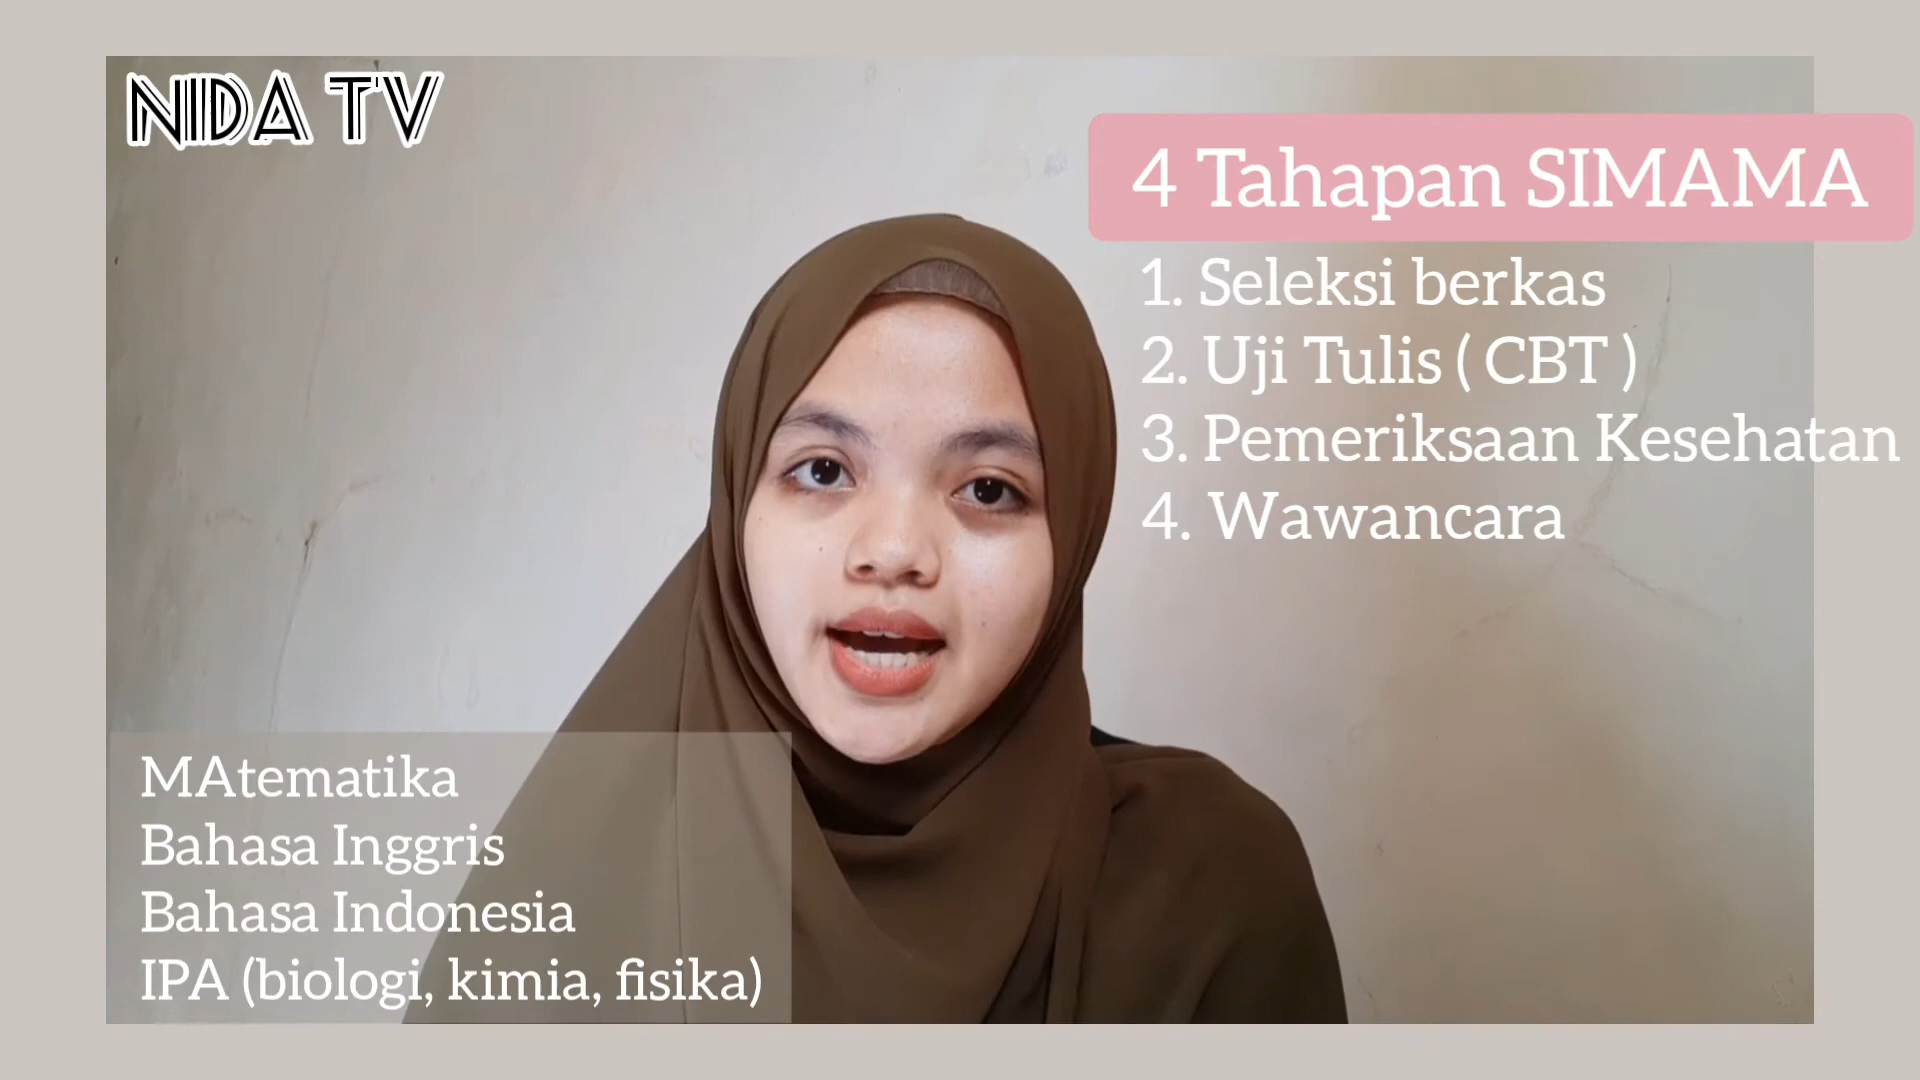 NIDA TV
4 Tahapan SIMAMA
1. Seleksi berkas
2. Uji Tulis ( CBT )
3. Pemeriksaan Kesehatan
4. Wawancara
MAtematika
Bahasa Inggris
Bahasa Indonesia
IPA (biologi, kimia, fisika)